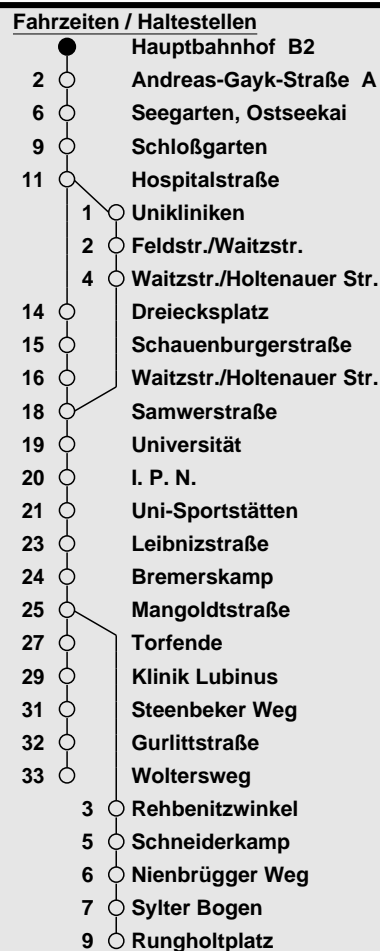 Fahrzeiten / Haltestellen
Hauptbahnhof B2
2 Andreas-Gayk-Straße A
6 Seegarten, Ostseekai
9 Schloßgarten
11 Hospitalstraße
1 Unikliniken
2 Feldstr./Waitzstr.
4 Waitzstr./Holtenauer Str.
14 Dreiecksplatz
15 Schauenburgerstraße
16 Waitzstr./Holtenauer Str.
18 Samwerstraße
19 Universität
20 I. P. N.
21 Uni-Sportstätten
23 Leibnizstraße
24 Bremerskamp
25 Mangoldtstraße
27 Torfende
29 Klinik Lubinus
31 Steenbeker Weg
32 Gurlittstraße
33 Woltersweg
3 Rehbenitzwinkel
5 Schneiderkamp
6 Nienbrügger Weg
7 Sylter Bogen
9 Rungholtplatz